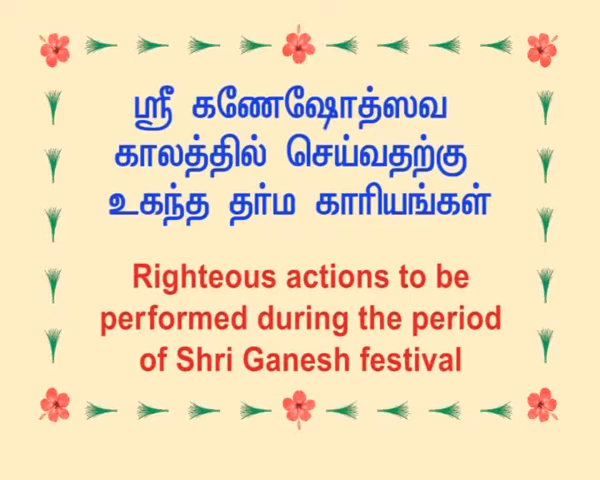 ஸ்ரீ கணேஷோத்ஸவ
காலத்தில் செய்வதற்கு
உகந்த தர்ம காரியங்கள்
Righteous actions to be
performed during the period
of Shri Ganesh festival